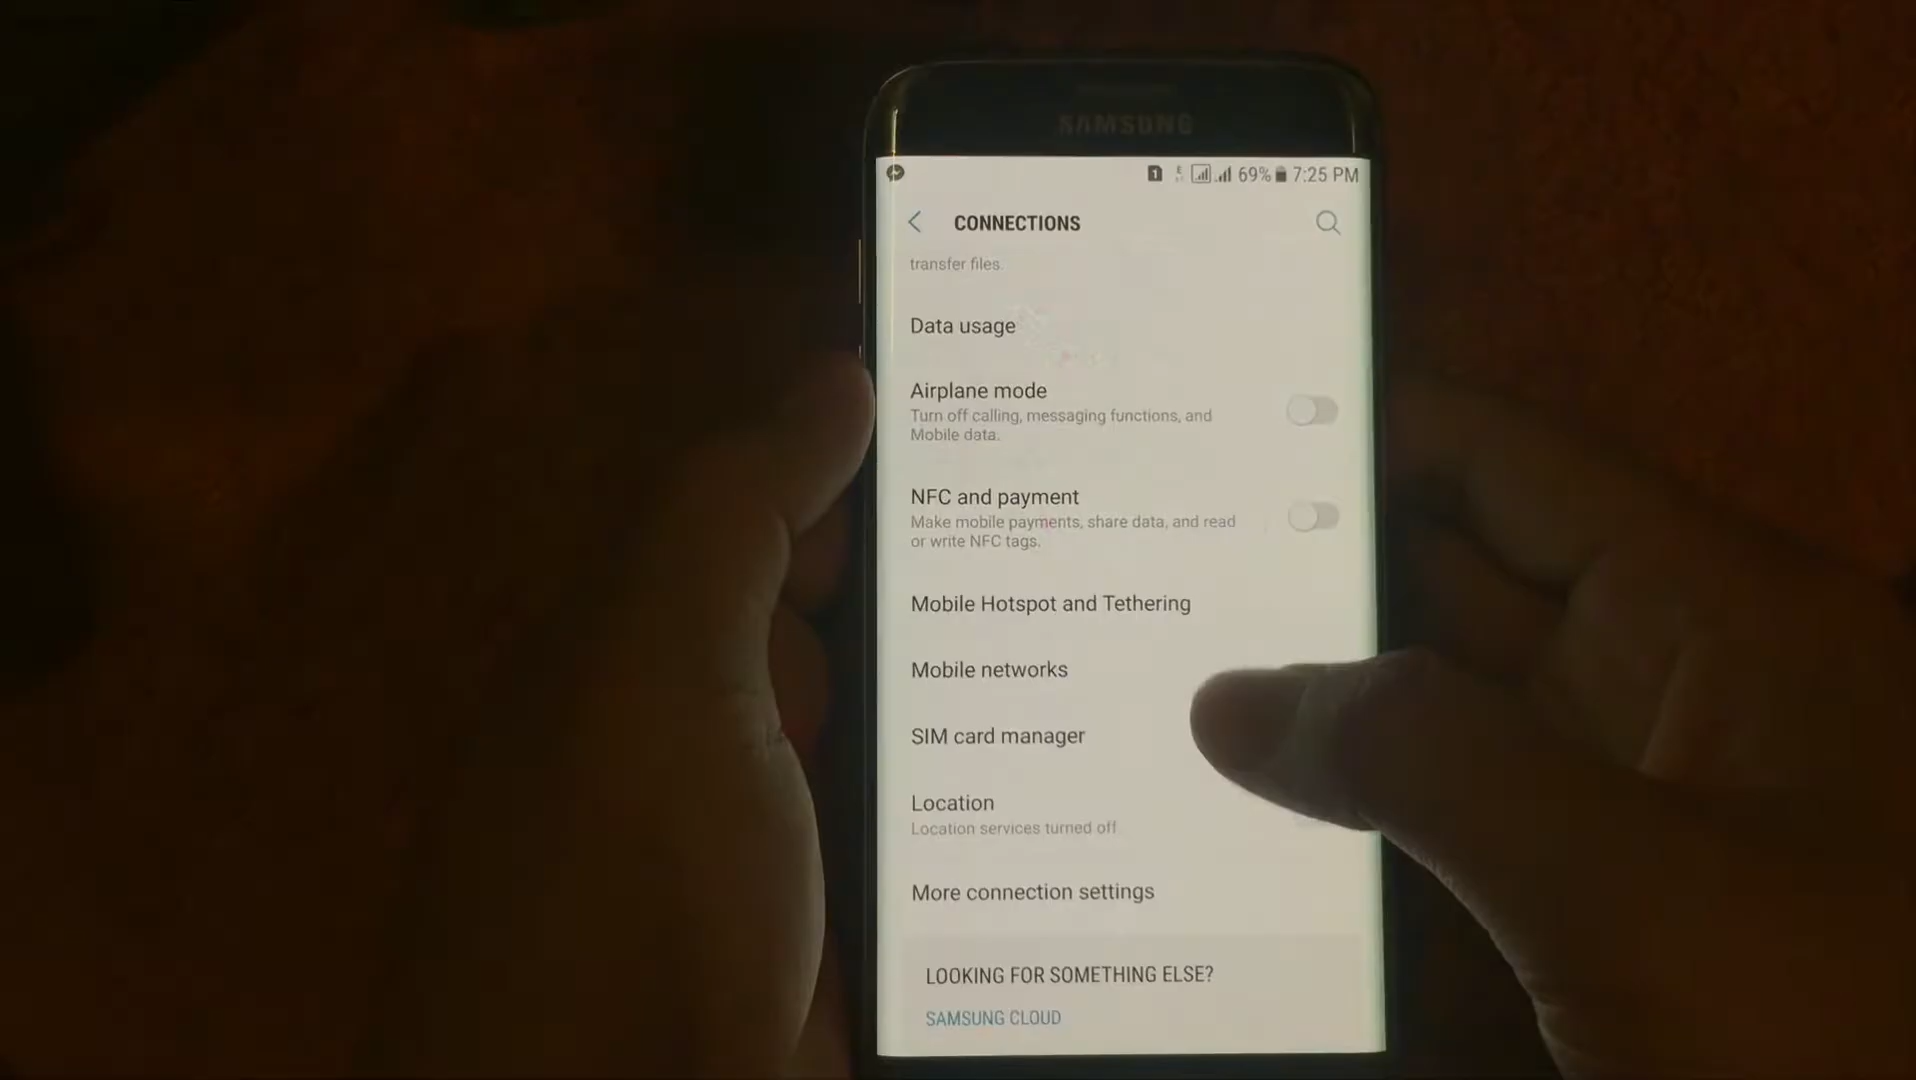 SAMSUNG
1 69% 7:25 PM
CONNECTIONS
transfer files.
Data usage
Airplane mode
Turn off calling, messaging functions, and
Mobile data.
NFC and payment
Make mobile payments, share data, and read
or write NFC tags.
Mobile Hotspot and Tethering
Mobile networks
SIM card manager
Location
Location services turned off
More connection settings
LOOKING FOR SOMETHING ELSE?
SAMSUNG CLOUD